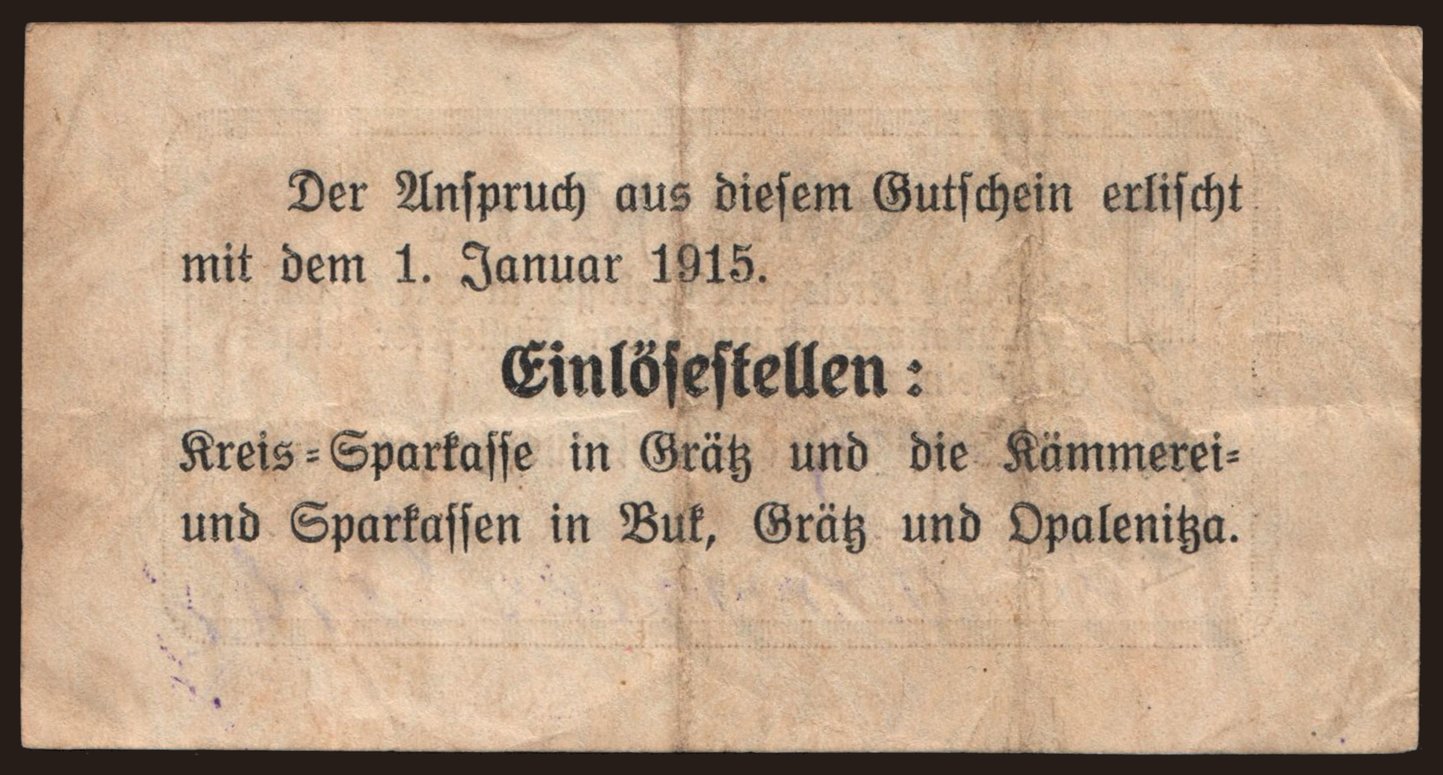 Der Anspruch aus diesem Gutschein erlischt
mit dem 1. Januar 1915.
Einlösestellen:
Kreis-Sparkasse in Grätz und die Kämmerei-
und Sparkassen in Buk, Grätz und Opalenitza.